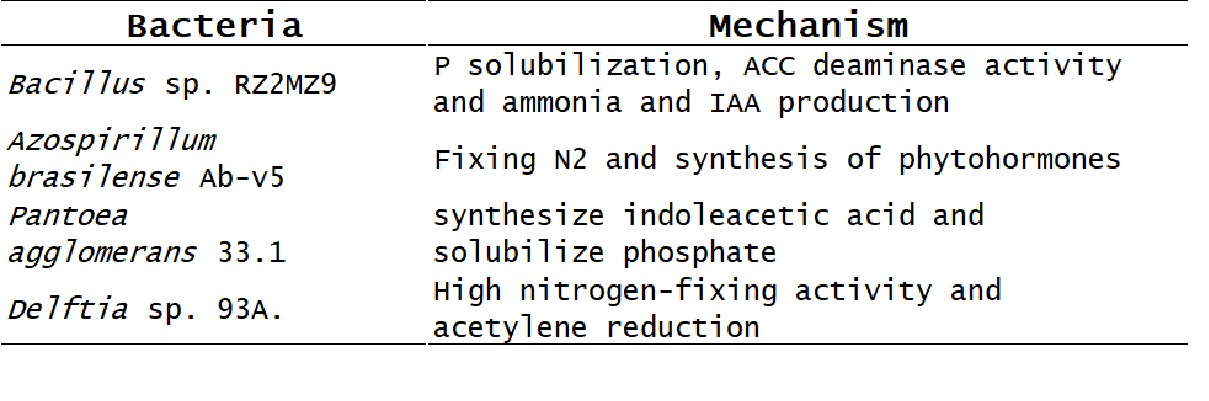 Bacteria Mechanism
Bacillus sp. RZ2MZ9
P solubilization, ACC deaminase activity
and ammonia and IAA production
Azospirillum
brasilense Ab-v5
Fixing N2 and synthesis of phytohormones
Pantoea
agglomerans 33.1
synthesize indoleacetic acid and
solubilize phosphate
Delftia sp. 93A.
High nitrogen-fixing activity and
acetylene reduction